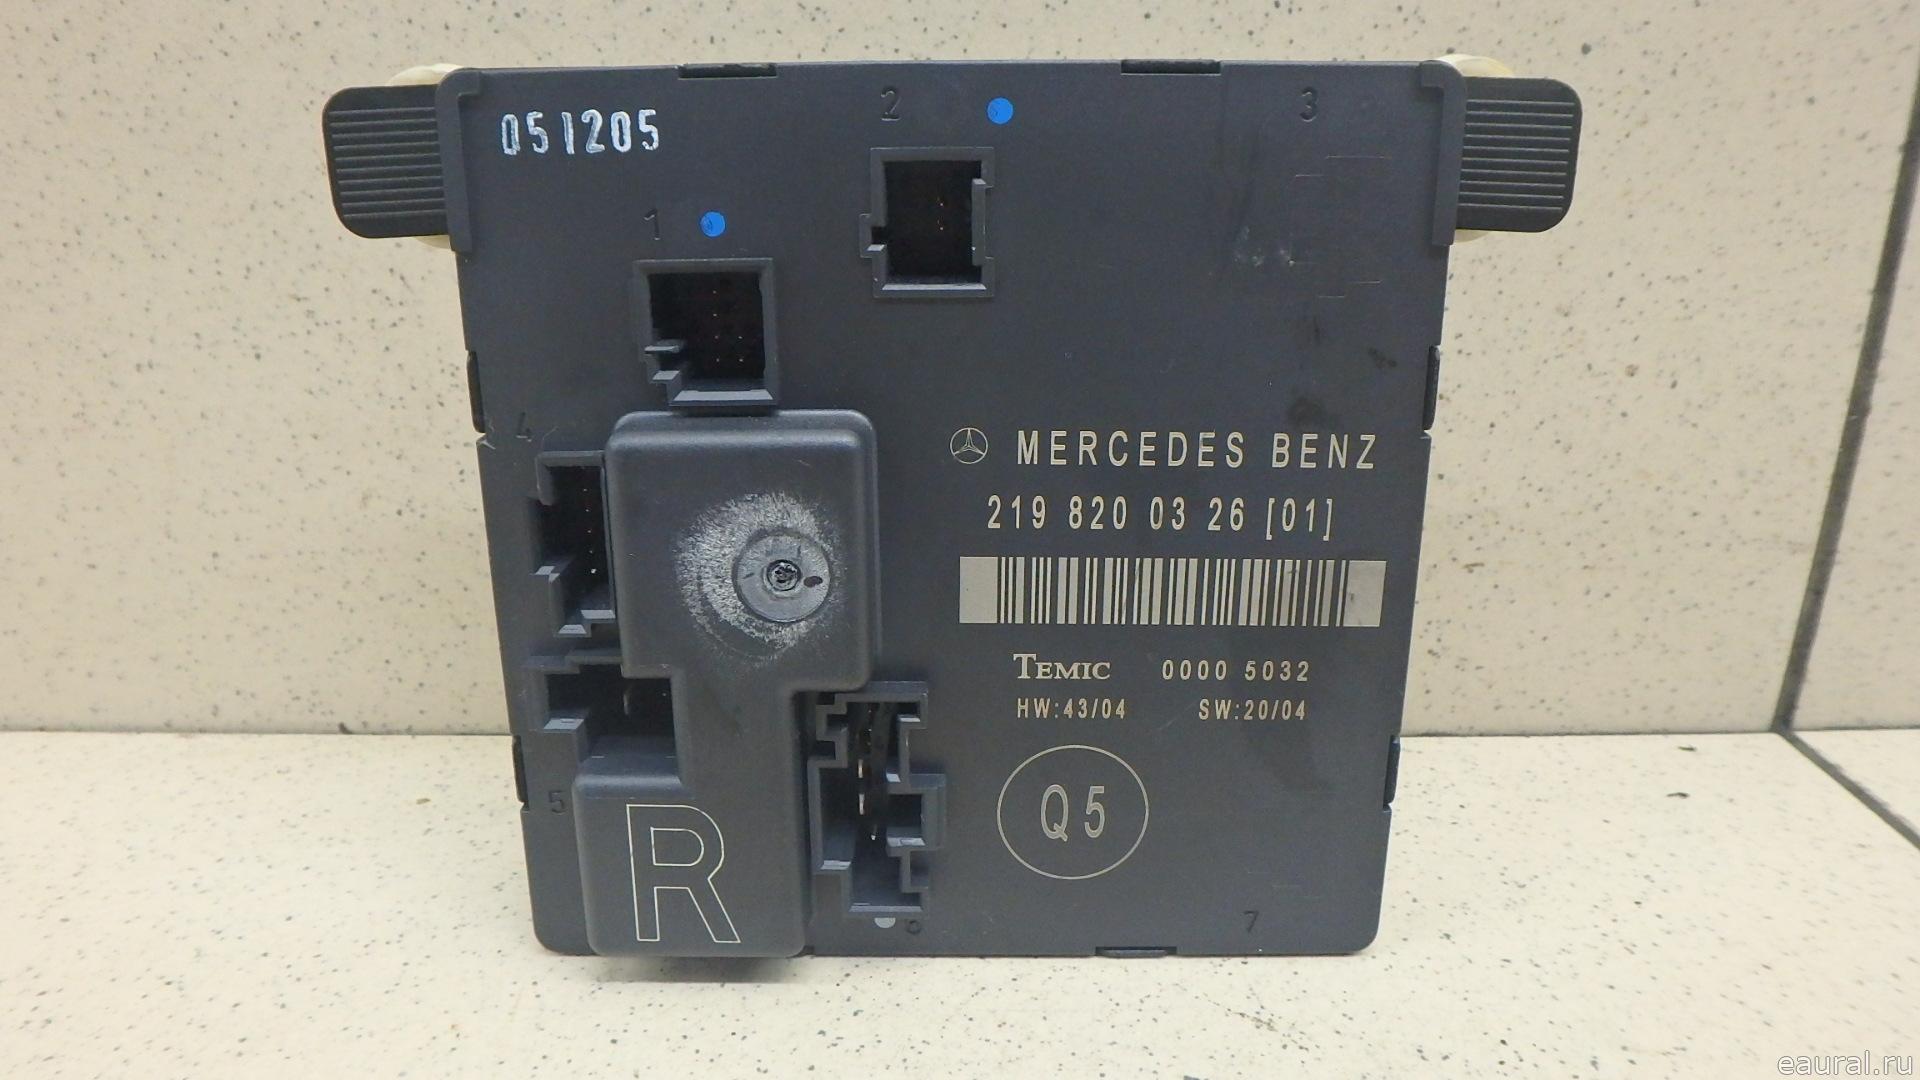 2
3
051205
1
4
MERCEDES BENZ
219 820 03 26 [01]
TEMIC 0000 5032
HW:43/04 SW:20/04
5
Q5
R
6
7
eaural.ru